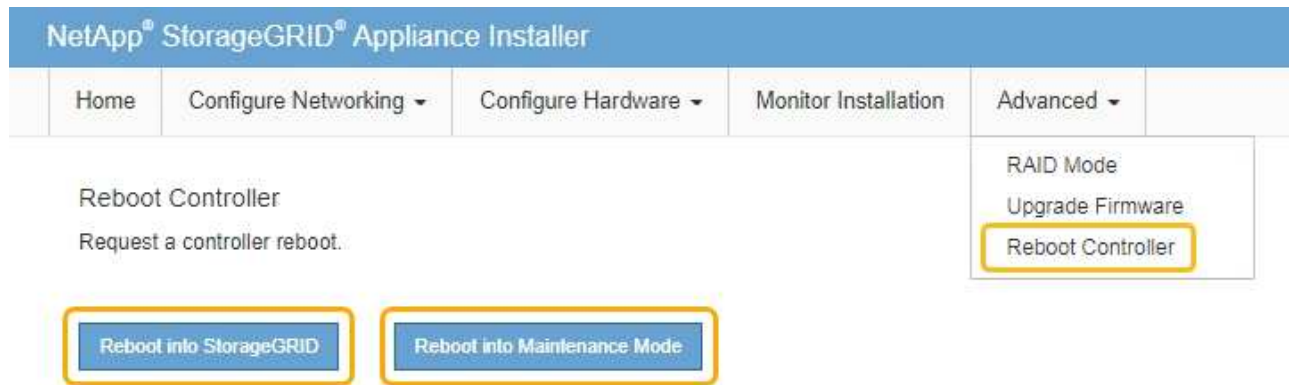 NetApp® StorageGRID® Appliance Installer
Home Configure Networking Configure Hardware Monitor Installation Advanced
RAID Mode
Upgrade Firmware
Reboot Controller
Reboot Controller
Request a controller reboot.
Reboot into StorageGRID Reboot into Maintenance Mode